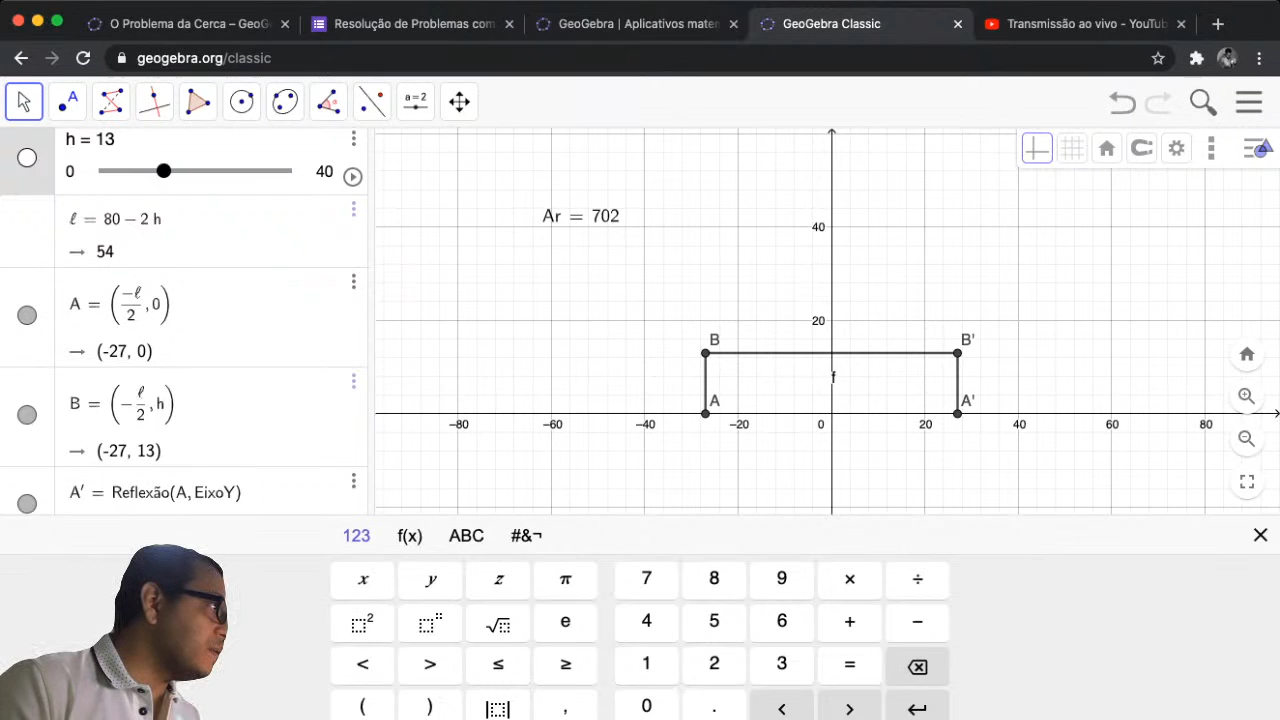 O Problema da Cerca – GeoG
Resolução de Problemas com
GeoGebra | Aplicativos mater
GeoGebra Classic
Transmissão ao vivo - YouTub
geogebra.org/classic
A
a=2
h = 13
0
40
ℓ = 80 − 2 h
→ 54
A = (−ℓ/2, 0)
→ (-27, 0)
B = (−ℓ/2, h)
→ (-27, 13)
A′ = Reflexão(A, EixoY)
Ar = 702
40
20
B
B'
f
A
A'
−80 −60 −40 −20 0 20 40 60 80
123 f(x) ABC #&¬
x y z π 7 8 9 × ÷
□² □□ √□ e 4 5 6 + −
< > ≤ ≥ 1 2 3 =
( ) |□| , 0 . < >